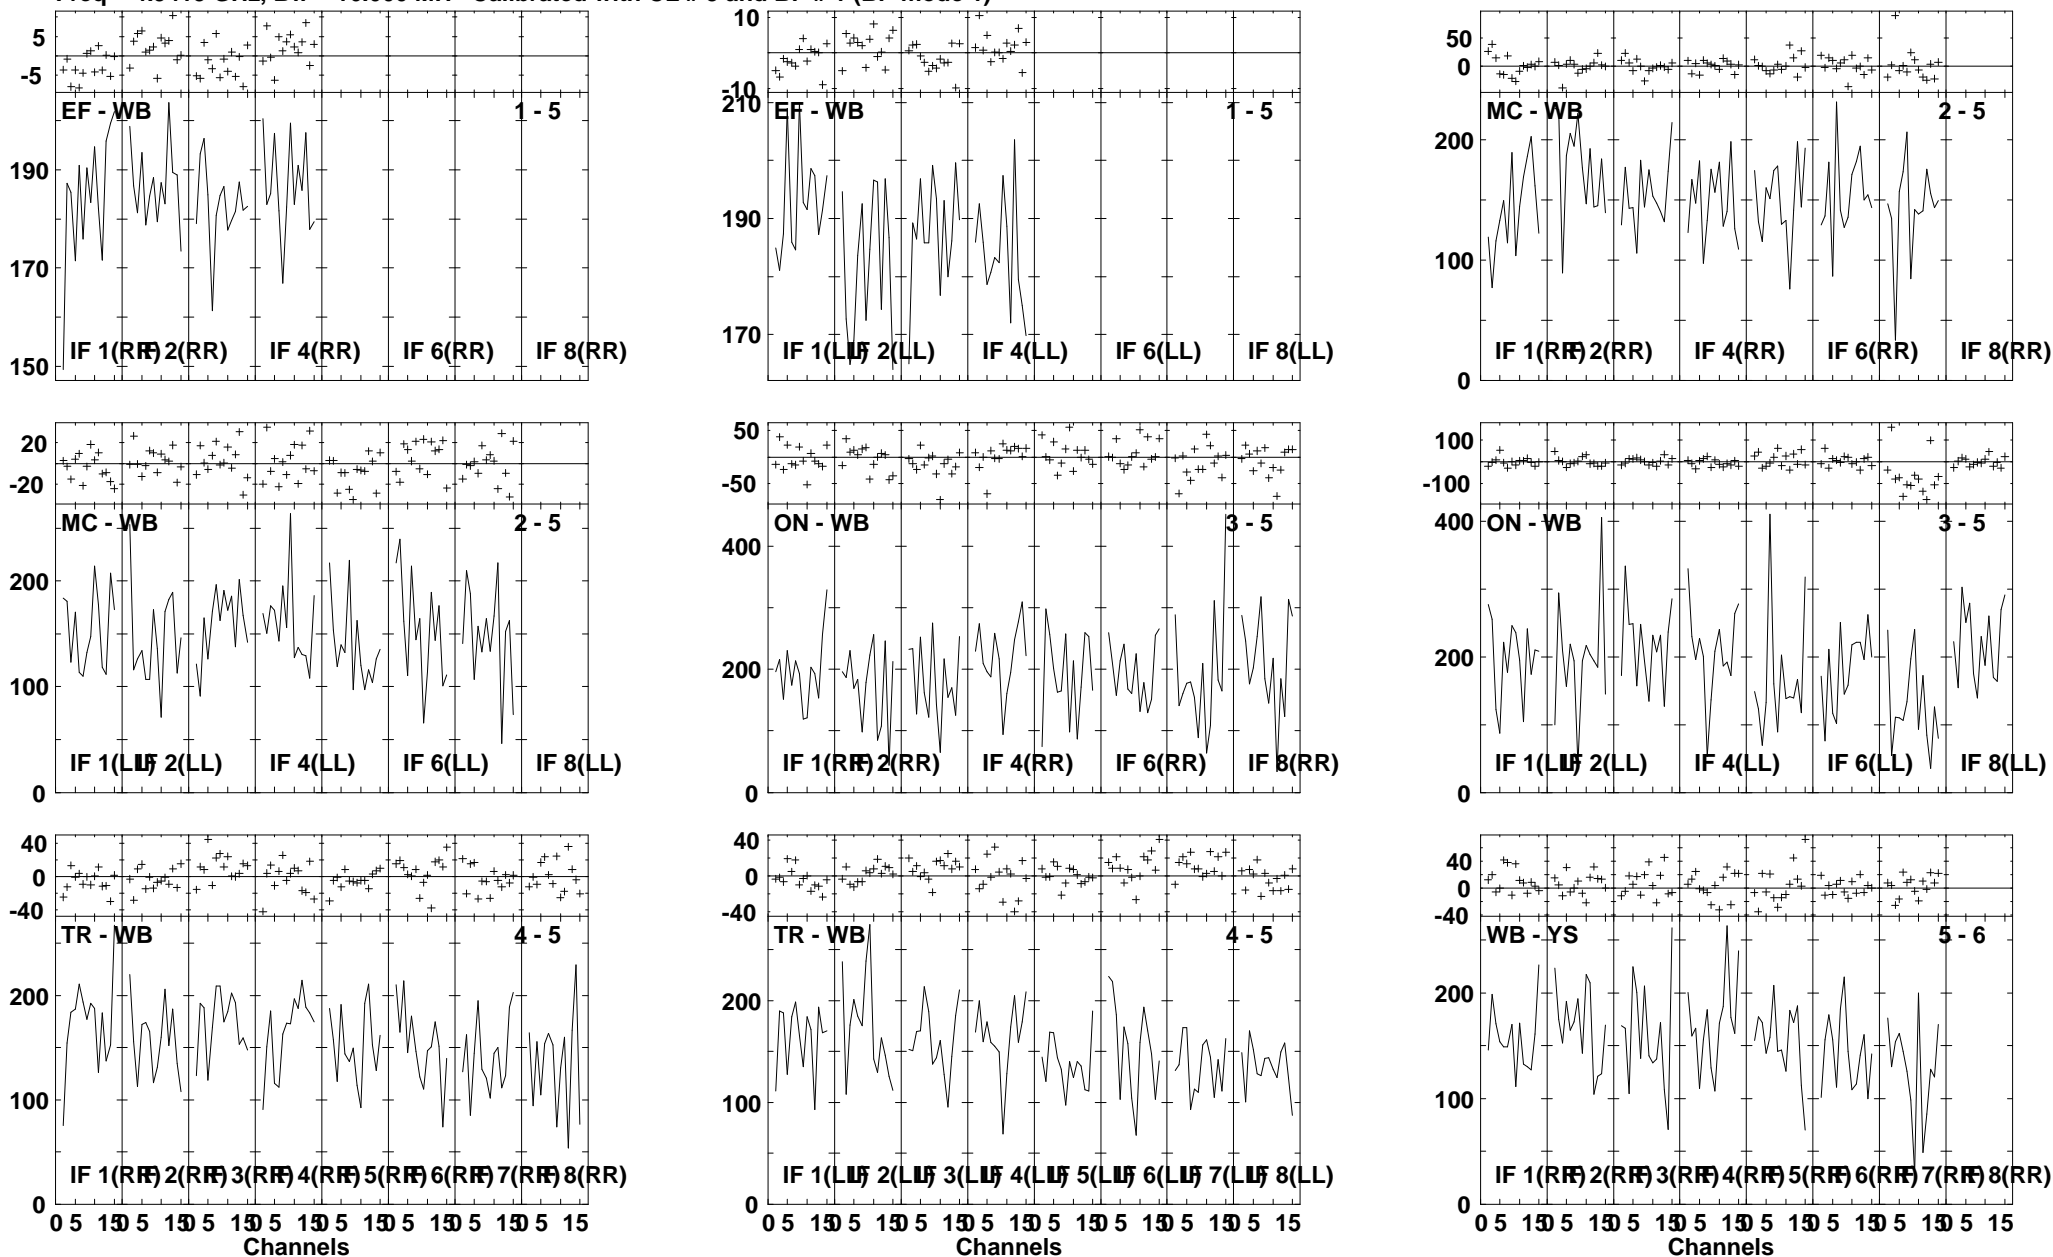 5
-5
EF - WB
1 - 5
190
170
150
IF 1(RR)
IF 2(RR)
IF 4(RR)
IF 6(RR)
IF 8(RR)
10
-10
210
EF - WB
1 - 5
190
170
IF 1(LL)
IF 2(LL)
IF 4(LL)
IF 6(LL)
IF 8(LL)
50
0
MC - WB
2 - 5
200
100
0
IF 1(RR)
IF 2(RR)
IF 4(RR)
IF 6(RR)
IF 8(RR)
20
-20
MC - WB
2 - 5
200
100
0
IF 1(LL)
IF 2(LL)
IF 4(LL)
IF 6(LL)
IF 8(LL)
50
-50
ON - WB
3 - 5
400
200
0
IF 1(RR)
IF 2(RR)
IF 4(RR)
IF 6(RR)
IF 8(RR)
100
-100
ON - WB
3 - 5
400
200
0
IF 1(LL)
IF 2(LL)
IF 4(LL)
IF 6(LL)
IF 8(LL)
40
0
-40
TR - WB
4 - 5
200
100
0
IF 1(RR)
IF 2(RR)
IF 3(RR)
IF 4(RR)
IF 5(RR)
IF 6(RR)
IF 7(RR)
IF 8(RR)
0 5 15 0 5 15 0 5 15 0 5 15 0 5 15 0 5 15 0 5 15 0 5 15
Channels
40
0
-40
TR - WB
4 - 5
200
100
0
IF 1(LL)
IF 2(LL)
IF 3(LL)
IF 4(LL)
IF 5(LL)
IF 6(LL)
IF 7(LL)
IF 8(LL)
0 5 15 0 5 15 0 5 15 0 5 15 0 5 15 0 5 15 0 5 15 0 5 15
Channels
40
0
-40
WB - YS
5 - 6
200
100
0
IF 1(RR)
IF 2(RR)
IF 3(RR)
IF 4(RR)
IF 5(RR)
IF 6(RR)
IF 7(RR)
IF 8(RR)
0 5 15 0 5 15 0 5 15 0 5 15 0 5 15 0 5 15 0 5 15 0 5 15
Channels